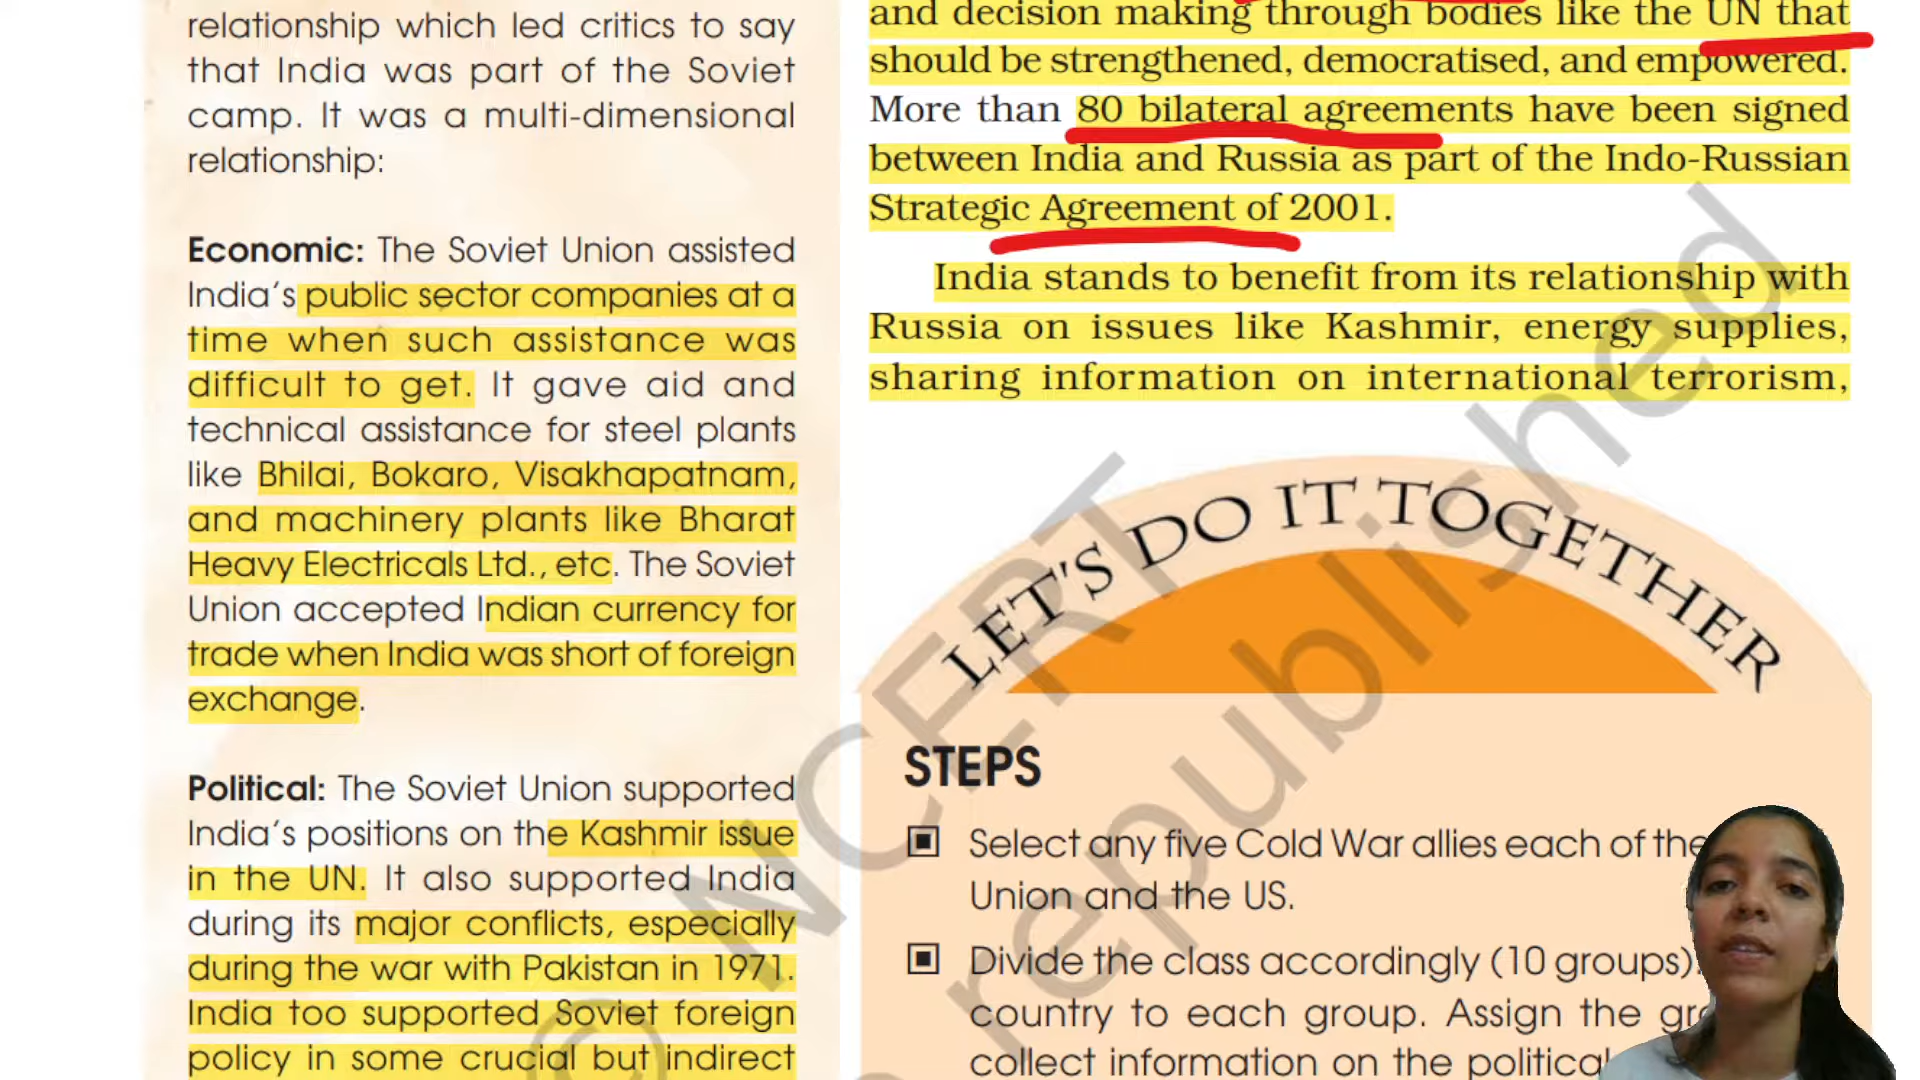 relationship which led critics to say
that India was part of the Soviet
camp. It was a multi-dimensional
relationship:
Economic: The Soviet Union assisted
India's public sector companies at a
time when such assistance was
difficult to get. It gave aid and
technical assistance for steel plants
like Bhilai, Bokaro, Visakhapatnam,
and machinery plants like Bharat
Heavy Electricals Ltd., etc. The Soviet
Union accepted Indian currency for
trade when India was short of foreign
exchange.
Political: The Soviet Union supported
India's positions on the Kashmir issue
in the UN. It also supported India
during its major conflicts, especially
during the war with Pakistan in 1971.
India too supported Soviet foreign
policy in some crucial but indirect
and decision making through bodies like the UN that
should be strengthened, democratised, and empowered.
More than 80 bilateral agreements have been signed
between India and Russia as part of the Indo-Russian
Strategic Agreement of 2001.
India stands to benefit from its relationship with
Russia on issues like Kashmir, energy supplies,
sharing information on international terrorism,
LET'S DO IT TOGETHER
STEPS
Select any five Cold War allies each of the
Union and the US.
Divide the class accordingly (10 groups).
country to each group. Assign the
collect information on the political
© NCERT
republished